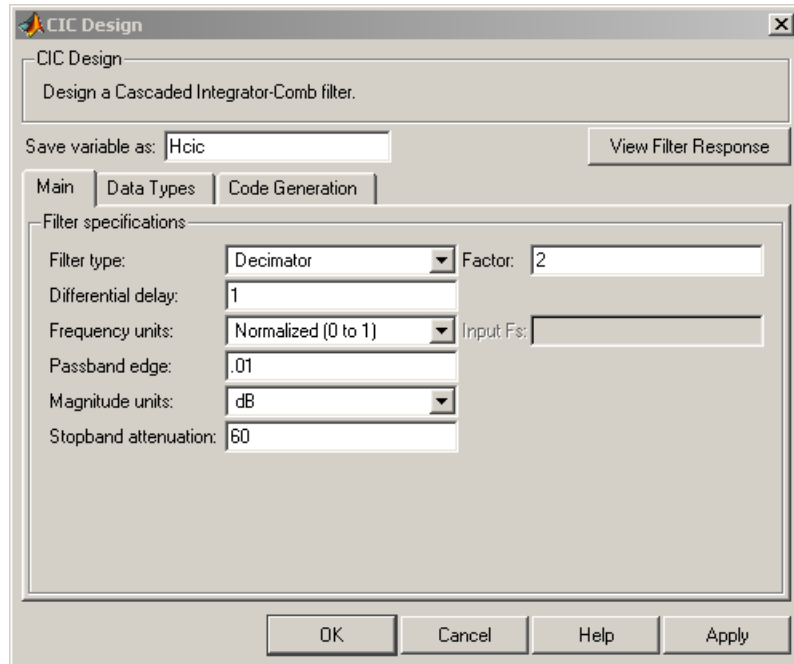 CIC Design
CIC Design
Design a Cascaded Integrator-Comb filter.
Save variable as: Hcic View Filter Response
Main Data Types Code Generation
Filter specifications
Filter type: Decimator Factor: 2
Differential delay: 1
Frequency units: Normalized (0 to 1) Input Fs:
Passband edge: .01
Magnitude units: dB
Stopband attenuation: 60
OK Cancel Help Apply